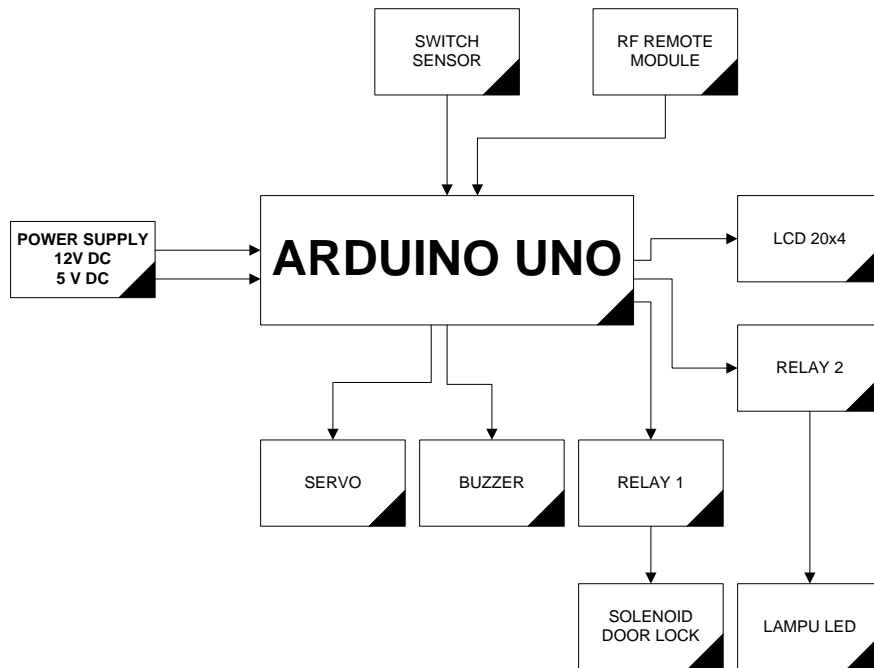 SWITCH
SENSOR
RF REMOTE
MODULE
POWER SUPPLY
12V DC
5 V DC
ARDUINO UNO
LCD 20x4
RELAY 2
SERVO
BUZZER
RELAY 1
SOLENOID
DOOR LOCK
LAMPU LED